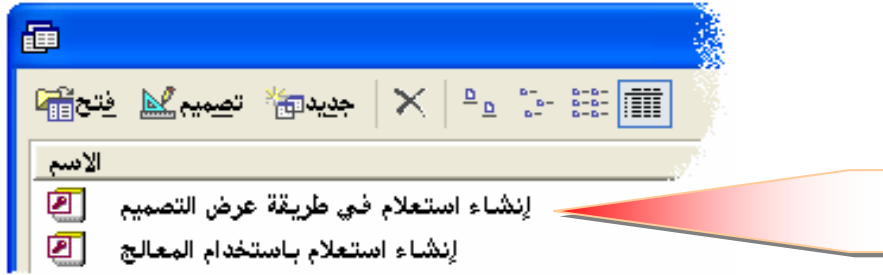 فتح تصميم جديد
الاسم
إنشاء استعلام في طريقة عرض التصميم
إنشاء استعلام باستخدام المعالج